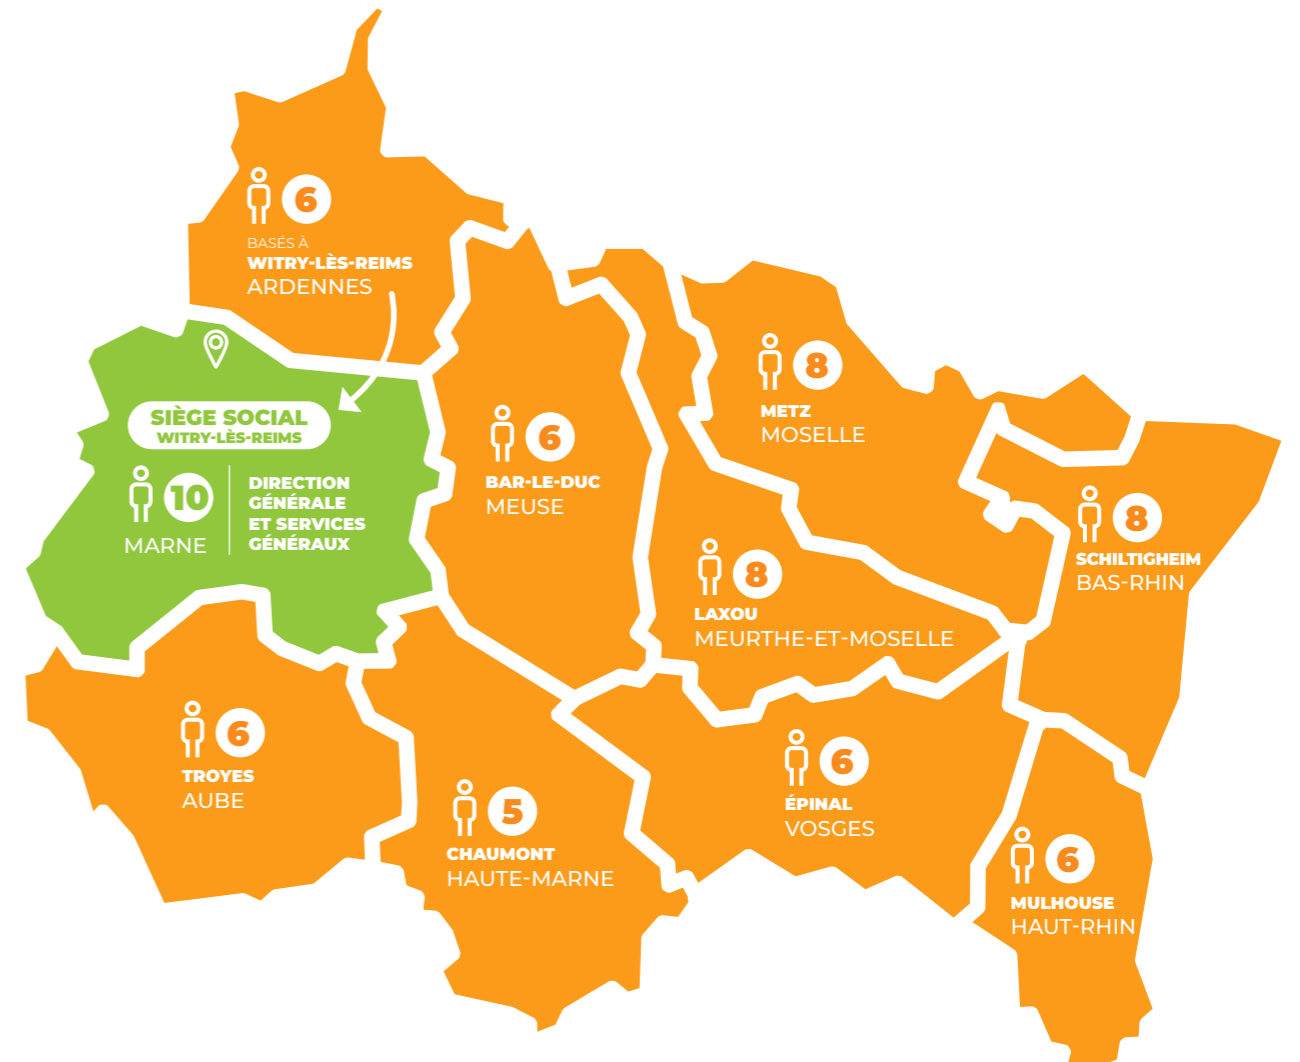 6
BASÉS À
WITRY-LÈS-REIMS
ARDENNES
SIÈGE SOCIAL
WITRY-LÈS-REIMS
10
MARNE
DIRECTION
GÉNÉRALE
ET SERVICES
GÉNÉRAUX
6
BAR-LE-DUC
MEUSE
8
METZ
MOSELLE
8
SCHILTIGHEIM
BAS-RHIN
8
LAXOU
MEURTHE-ET-MOSELLE
6
TROYES
AUBE
5
CHAUMONT
HAUTE-MARNE
6
ÉPINAL
VOSGES
6
MULHOUSE
HAUT-RHIN